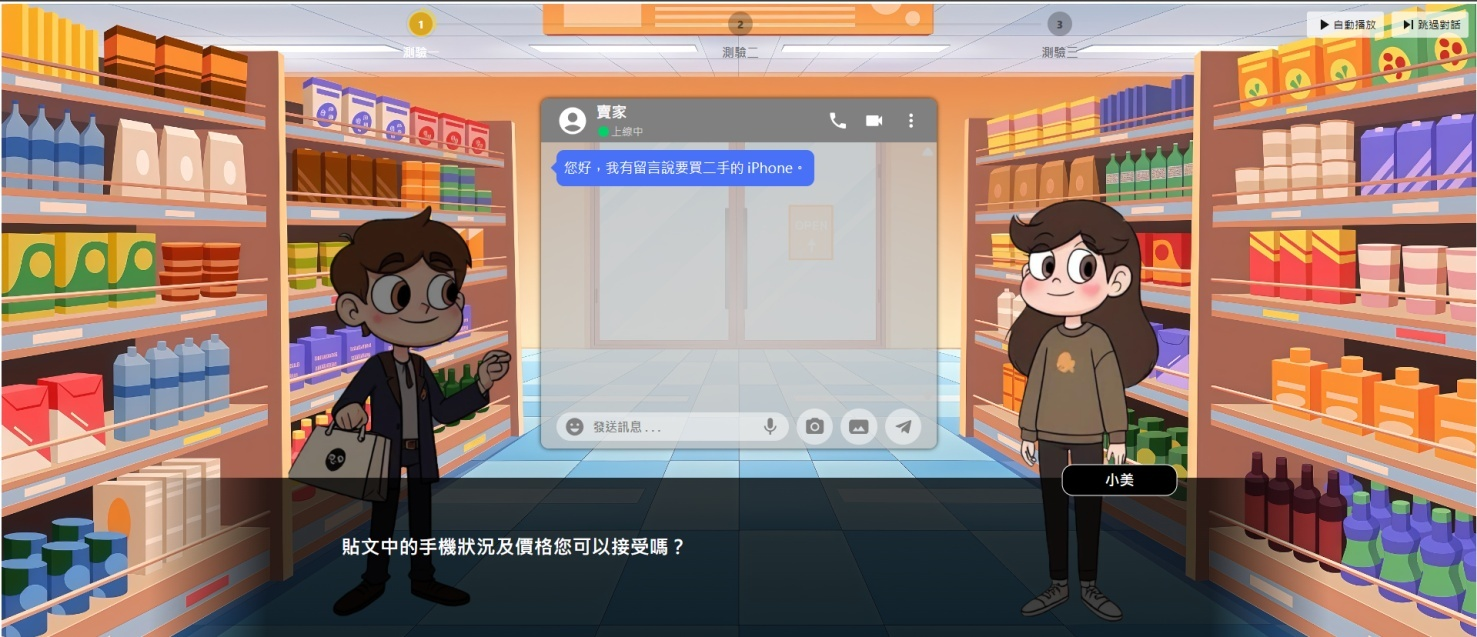 1
2
3
測驗一
測驗二
測驗三
自動播放
跳過對話
賣家
上線中
您好，我有留言說要買二手的 iPhone。
發送訊息 . . .
小美
貼文中的手機狀況及價格您可以接受嗎？